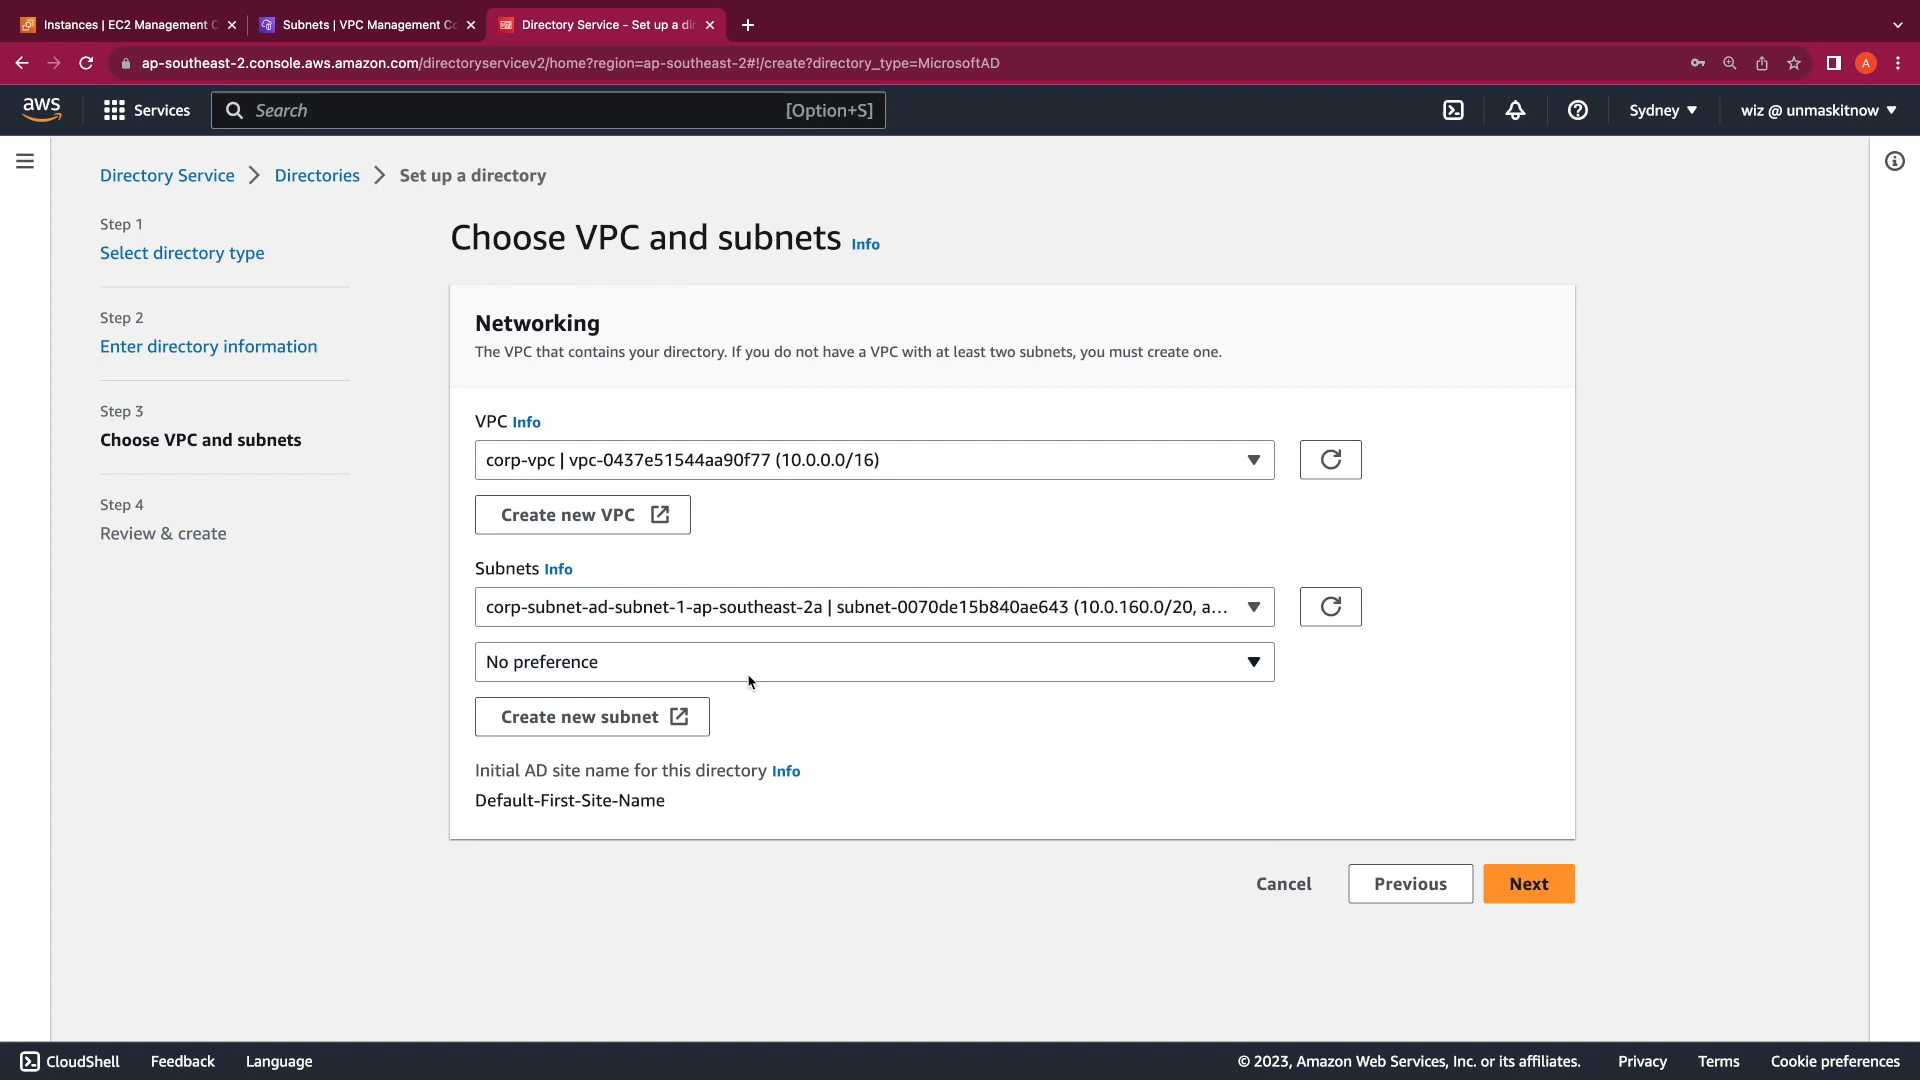 Instances | EC2 Management C
Subnets | VPC Management Co
Directory Service - Set up a dir
ap-southeast-2.console.aws.amazon.com/directoryservicev2/home?region=ap-southeast-2#!/create?directory_type=MicrosoftAD
A
aws
Services
Search
[Option+S]
Sydney
wiz @ unmaskitnow
Directory Service
Directories
Set up a directory
Step 1
Select directory type
Step 2
Enter directory information
Step 3
Choose VPC and subnets
Step 4
Review & create
Choose VPC and subnets Info
Networking
The VPC that contains your directory. If you do not have a VPC with at least two subnets, you must create one.
VPC Info
corp-vpc | vpc-0437e51544aa90f77 (10.0.0.0/16)
Create new VPC
Subnets Info
corp-subnet-ad-subnet-1-ap-southeast-2a | subnet-0070de15b840ae643 (10.0.160.0/20, a...
No preference
Create new subnet
Initial AD site name for this directory Info
Default-First-Site-Name
Cancel
Previous
Next
CloudShell
Feedback
Language
© 2023, Amazon Web Services, Inc. or its affiliates.
Privacy
Terms
Cookie preferences